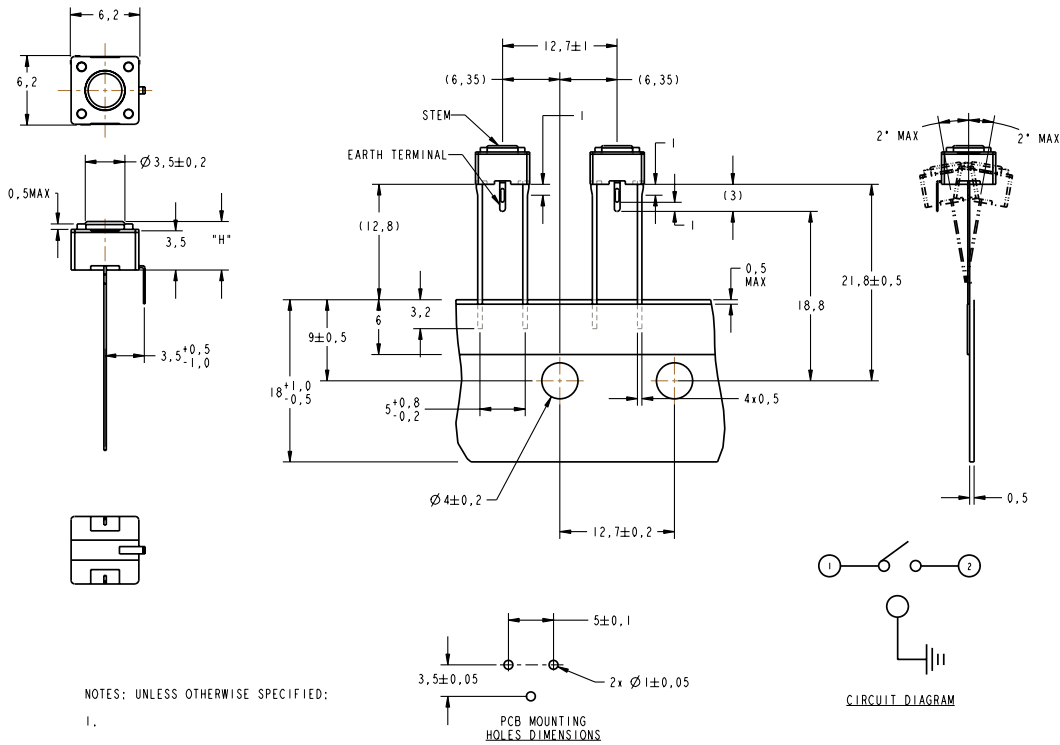 6,2
6,2
Ø3,5±0,2
0,5MAX
3,5
"H"
3,5 +0,5 -1,0
12,7±1
(6,35)
(6,35)
STEM
1
EARTH TERMINAL
1
(3)
1
(12,8)
0,5
MAX
18,8
21,8±0,5
3,2
6
9±0,5
18 +1,0 -0,5
5 +0,8 -0,2
4x0,5
Ø4±0,2
12,7±0,2
2° MAX
2° MAX
0,5
1
2
CIRCUIT DIAGRAM
5±0,1
3,5±0,05
2x Ø1±0,05
PCB MOUNTING
HOLES DIMENSIONS
NOTES: UNLESS OTHERWISE SPECIFIED:
1.